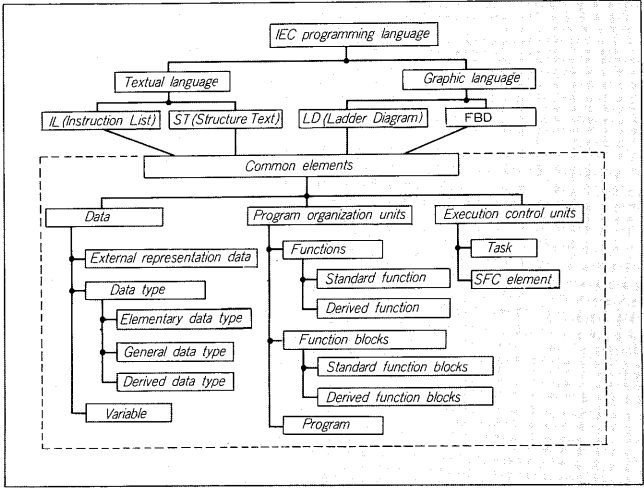 IEC programming language
Textual language
Graphic language
IL (Instruction List)
ST (Structure Text)
LD (Ladder Diagram)
FBD
Common elements
Data
Program organization units
Execution control units
External representation data
Functions
Task
Data type
Standard function
SFC element
Elementary data type
Derived function
General data type
Function blocks
Derived data type
Standard function blocks
Variable
Derived function blocks
Program